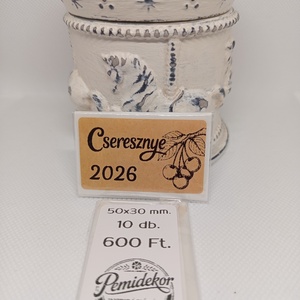 Cseresznye
2026
50x30 mm.
10 db.
600 Ft.
Pemidekor